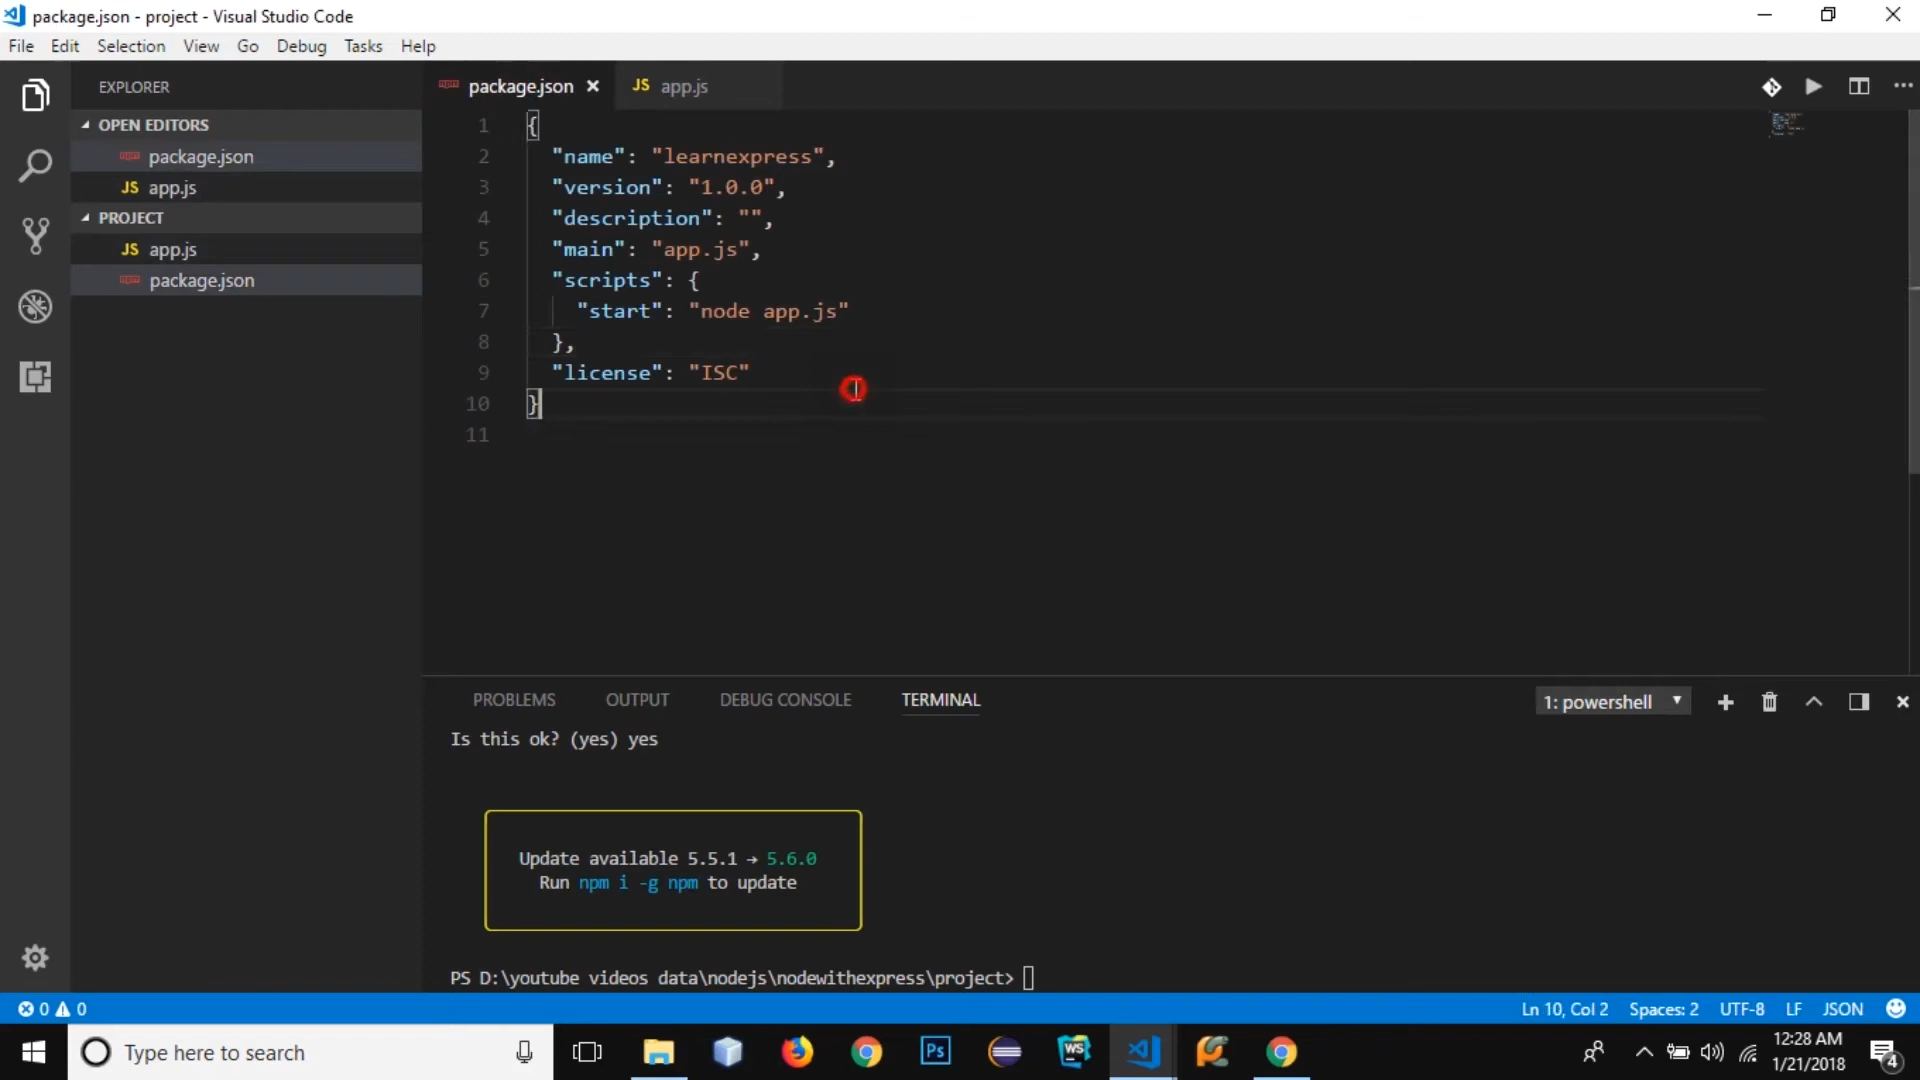 package.json - project - Visual Studio Code
File Edit Selection View Go Debug Tasks Help
EXPLORER
OPEN EDITORS
package.json
JS app.js
PROJECT
JS app.js
package.json
package.json × JS app.js
1 {
2 "name": "learnexpress",
3 "version": "1.0.0",
4 "description": "",
5 "main": "app.js",
6 "scripts": {
7 "start": "node app.js"
8 },
9 "license": "ISC"
10 }
11
PROBLEMS OUTPUT DEBUG CONSOLE TERMINAL 1: powershell
Is this ok? (yes) yes
Update available 5.5.1 → 5.6.0
Run npm i -g npm to update
PS D:\youtube videos data\nodejs\nodewithexpress\project>
0 0 Ln 10, Col 2 Spaces: 2 UTF-8 LF JSON
Type here to search
Ps
WS
12:28 AM
1/21/2018
4